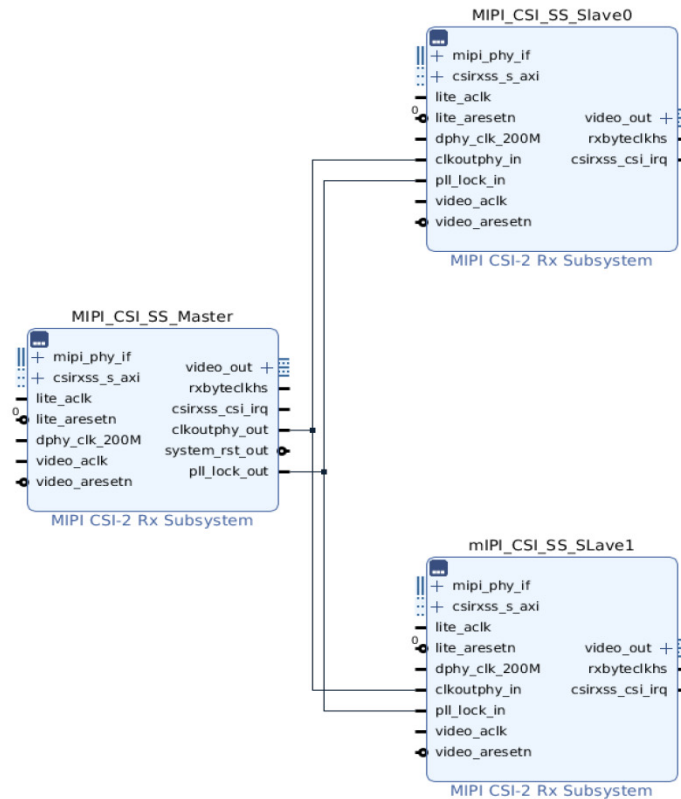 MIPI_CSI_SS_Slave0
mipi_phy_if
csirxss_s_axi
lite_aclk
0
lite_aresetn
video_out
dphy_clk_200M
rxbyteclkhs
clkoutphy_in
csirxss_csi_irq
pll_lock_in
video_aclk
video_aresetn
MIPI CSI-2 Rx Subsystem
MIPI_CSI_SS_Master
mipi_phy_if
video_out
csirxss_s_axi
rxbyteclkhs
lite_aclk
csirxss_csi_irq
0
lite_aresetn
clkoutphy_out
dphy_clk_200M
system_rst_out
video_aclk
pll_lock_out
video_aresetn
MIPI CSI-2 Rx Subsystem
mIPI_CSI_SS_SLave1
mipi_phy_if
csirxss_s_axi
lite_aclk
0
lite_aresetn
video_out
dphy_clk_200M
rxbyteclkhs
clkoutphy_in
csirxss_csi_irq
pll_lock_in
video_aclk
video_aresetn
MIPI CSI-2 Rx Subsystem